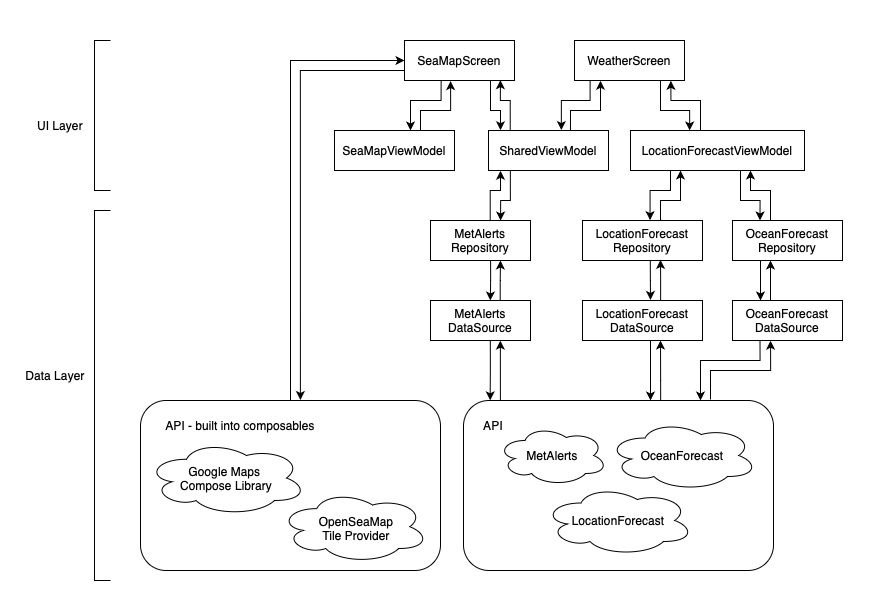 SeaMapScreen
WeatherScreen
UI Layer
SeaMapViewModel
SharedViewModel
LocationForecastViewModel
MetAlerts
Repository
LocationForecast
Repository
OceanForecast
Repository
MetAlerts
DataSource
LocationForecast
DataSource
OceanForecast
DataSource
Data Layer
API - built into composables
Google Maps
Compose Library
OpenSeaMap
Tile Provider
API
MetAlerts
OceanForecast
LocationForecast